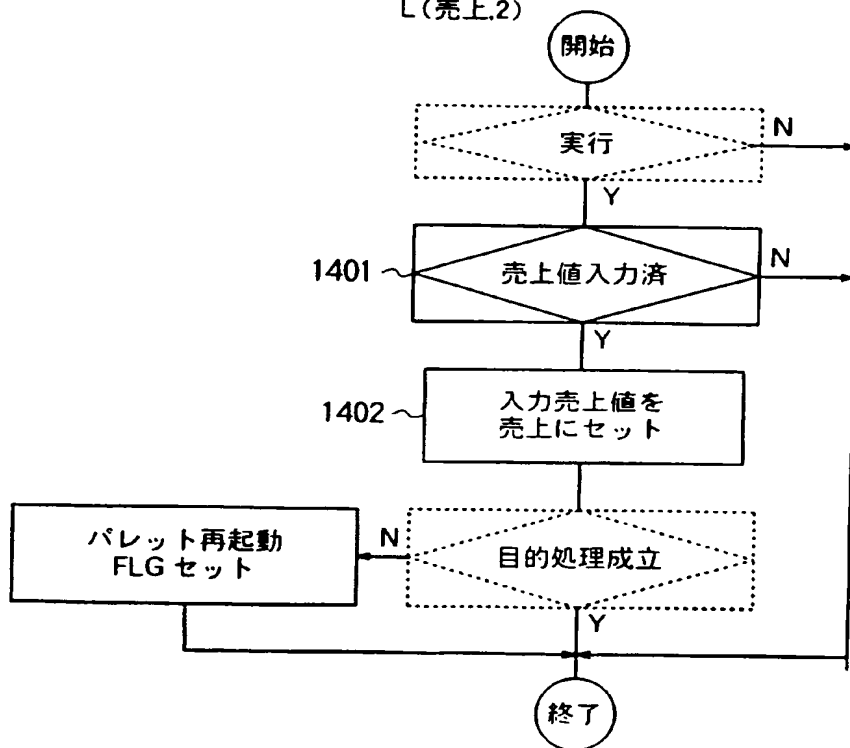 L(売上,2)
開始
実行
N
Y
1401
売上値入力済
N
Y
1402
入力売上値を
売上にセット
パレット再起動
FLG セット
N
目的処理成立
Y
終了